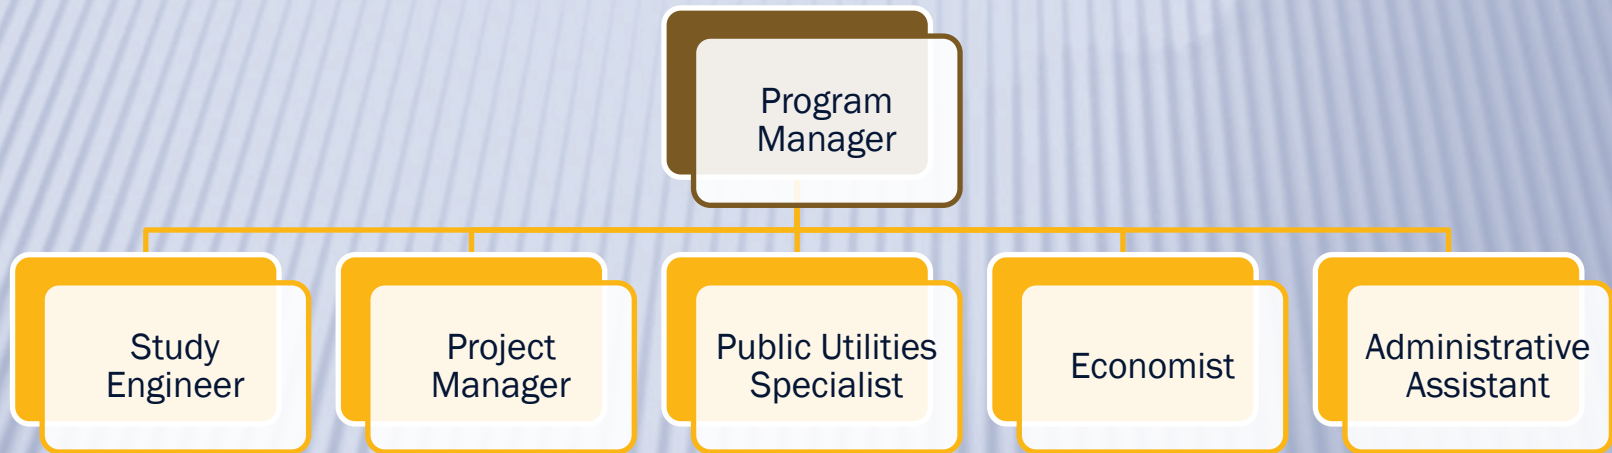 Program
Manager
Study
Engineer
Project
Manager
Public Utilities
Specialist
Economist
Administrative
Assistant